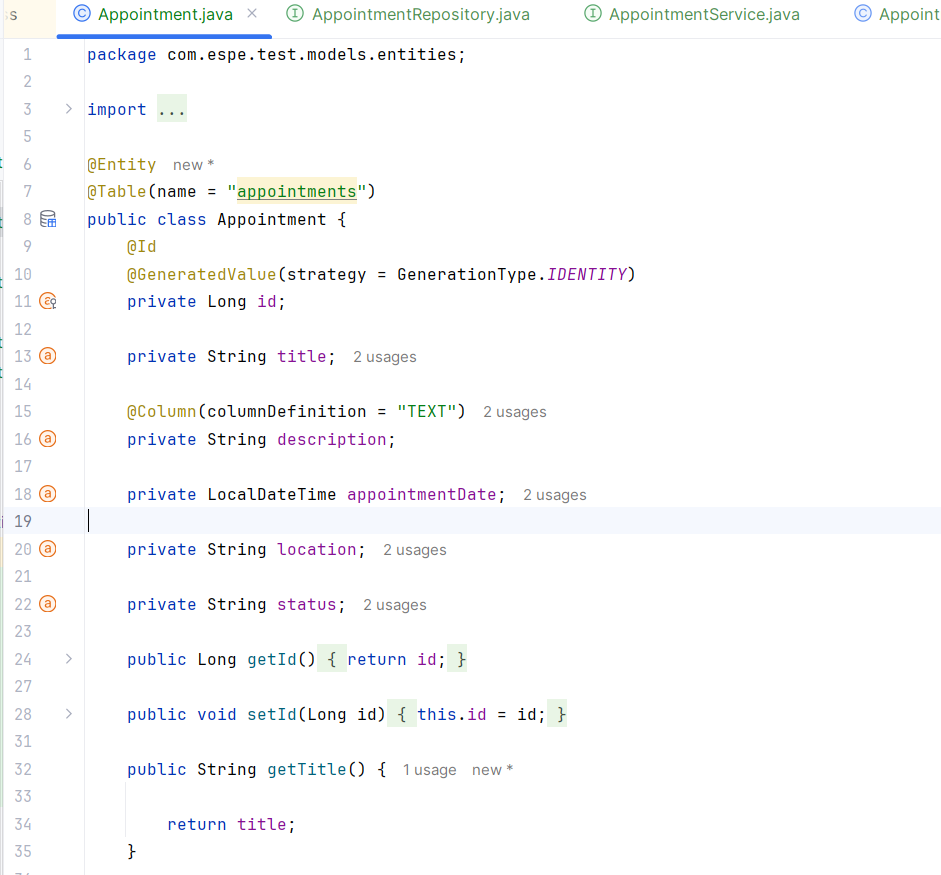 s Appointment.java AppointmentRepository.java AppointmentService.java Appoint
1 package com.espe.test.models.entities;
2
3 import ...
5
6 @Entity new *
7 @Table(name = "appointments")
8 public class Appointment {
9 @Id
10 @GeneratedValue(strategy = GenerationType.IDENTITY)
11 private Long id;
12
13 private String title; 2 usages
14
15 @Column(columnDefinition = "TEXT") 2 usages
16 private String description;
17
18 private LocalDateTime appointmentDate; 2 usages
19
20 private String location; 2 usages
21
22 private String status; 2 usages
23
24 public Long getId() { return id; }
27
28 public void setId(Long id) { this.id = id; }
31
32 public String getTitle() { 1 usage new *
33
34 return title;
35 }